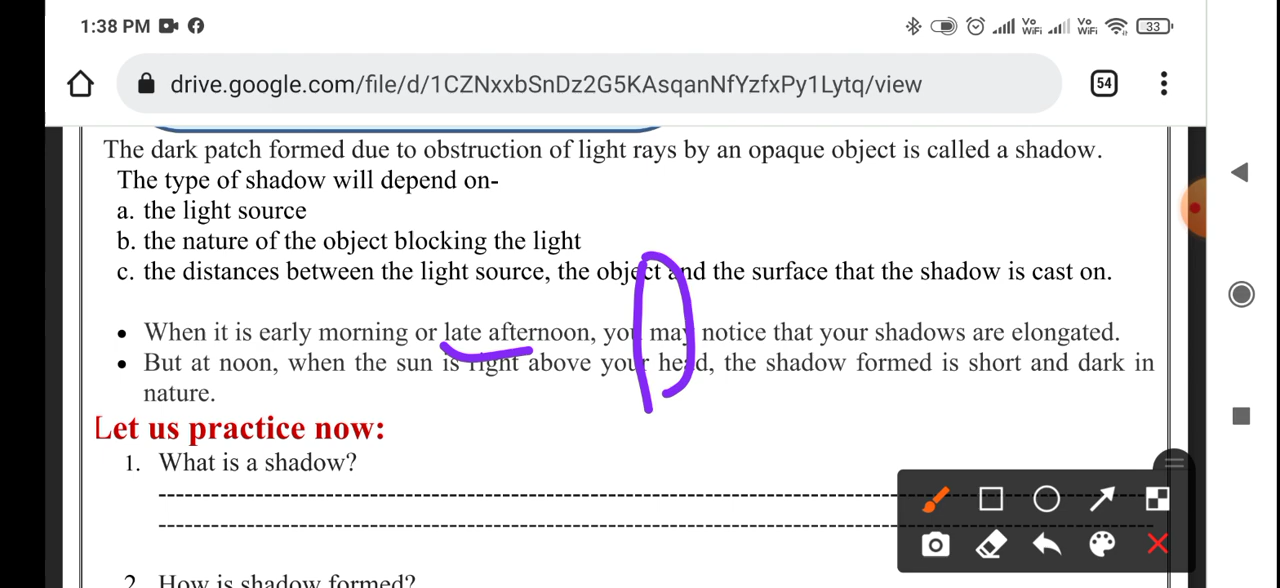 1:38 PM
Vo WiFi Vo WiFi 33
drive.google.com/file/d/1CZNxxbSnDz2G5KAsqanNfYzfxPy1Lytq/view 54
The dark patch formed due to obstruction of light rays by an opaque object is called a shadow.
The type of shadow will depend on-
a. the light source
b. the nature of the object blocking the light
c. the distances between the light source, the object and the surface that the shadow is cast on.
• When it is early morning or late afternoon, you may notice that your shadows are elongated.
• But at noon, when the sun is right above your head, the shadow formed is short and dark in
nature.
Let us practice now:
1. What is a shadow?
2. How is shadow formed?